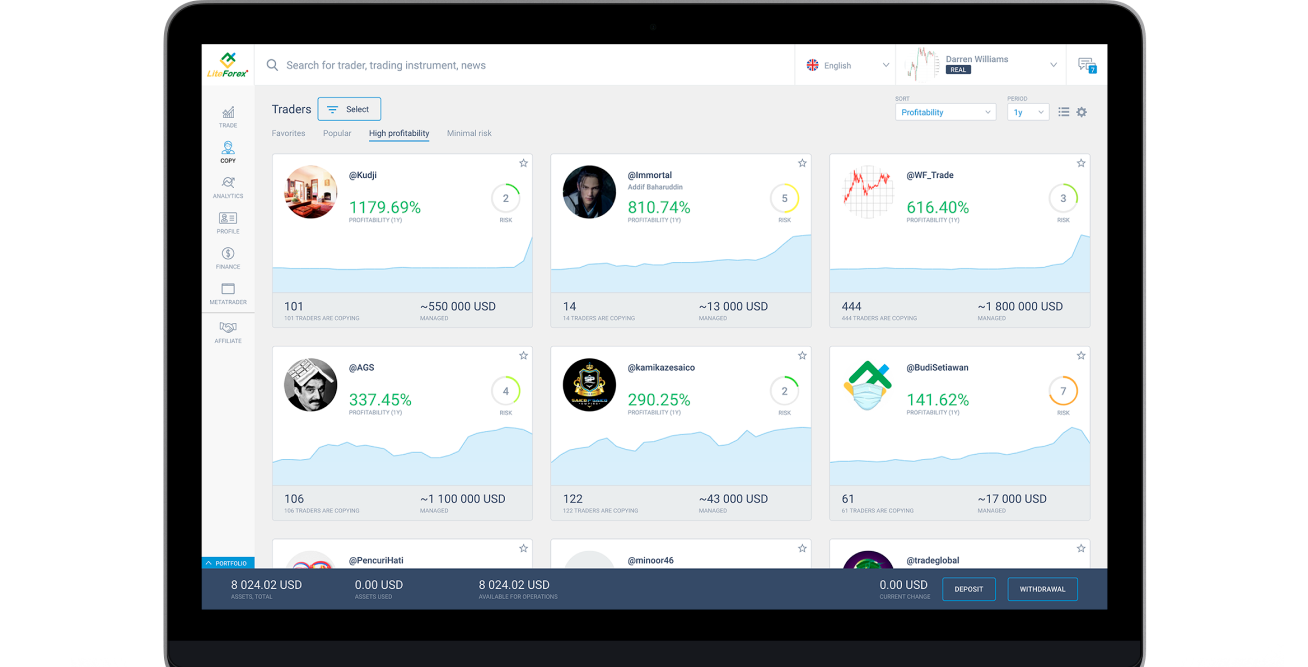 LiteForex
Search for trader, trading instrument, news
English
Darren Williams
REAL
7
TRADE
COPY
ANALYTICS
PROFILE
FINANCE
METATRADER
AFFILIATE
Traders
Select
SORT
Profitability
PERIOD
1y
Favorites
Popular
High profitability
Minimal risk
@Kudji
1179.69%
PROFITABILITY (1Y)
2
RISK
101
101 TRADERS ARE COPYING
~550 000 USD
MANAGED
@Immortal
Addif Baharuddin
810.74%
PROFITABILITY (1Y)
5
RISK
14
14 TRADERS ARE COPYING
~13 000 USD
MANAGED
@WF_Trade
616.40%
PROFITABILITY (1Y)
3
RISK
444
444 TRADERS ARE COPYING
~1 800 000 USD
MANAGED
@AGS
337.45%
PROFITABILITY (1Y)
4
RISK
106
106 TRADERS ARE COPYING
~1 100 000 USD
MANAGED
@kamikazesaico
290.25%
PROFITABILITY (1Y)
2
RISK
122
122 TRADERS ARE COPYING
~43 000 USD
MANAGED
@BudiSetiawan
141.62%
PROFITABILITY (1Y)
7
RISK
61
61 TRADERS ARE COPYING
~17 000 USD
MANAGED
@PencuriHati
@minoor46
@tradeglobal
PORTFOLIO
8 024.02 USD
ASSETS, TOTAL
0.00 USD
ASSETS USED
8 024.02 USD
AVAILABLE FOR OPERATIONS
0.00 USD
CURRENT CHANGE
DEPOSIT
WITHDRAWAL